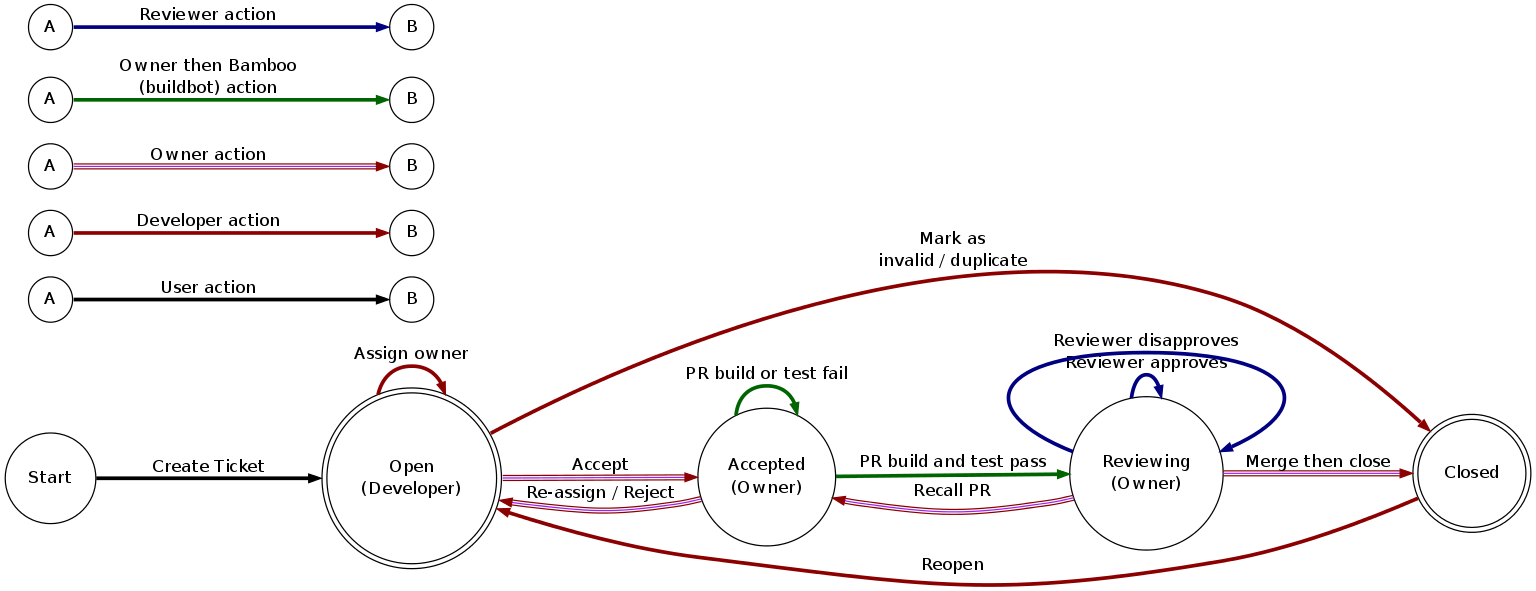 Reviewer action
A
B
Owner then Bamboo
(buildbot) action
A
B
Owner action
A
B
Developer action
A
B
User action
A
B
Mark as
invalid / duplicate
Reviewer disapproves
Reviewer approves
Assign owner
PR build or test fail
Start
Create Ticket
Open
(Developer)
Accept
Re-assign / Reject
Accepted
(Owner)
PR build and test pass
Recall PR
Reviewing
(Owner)
Merge then close
Closed
Reopen